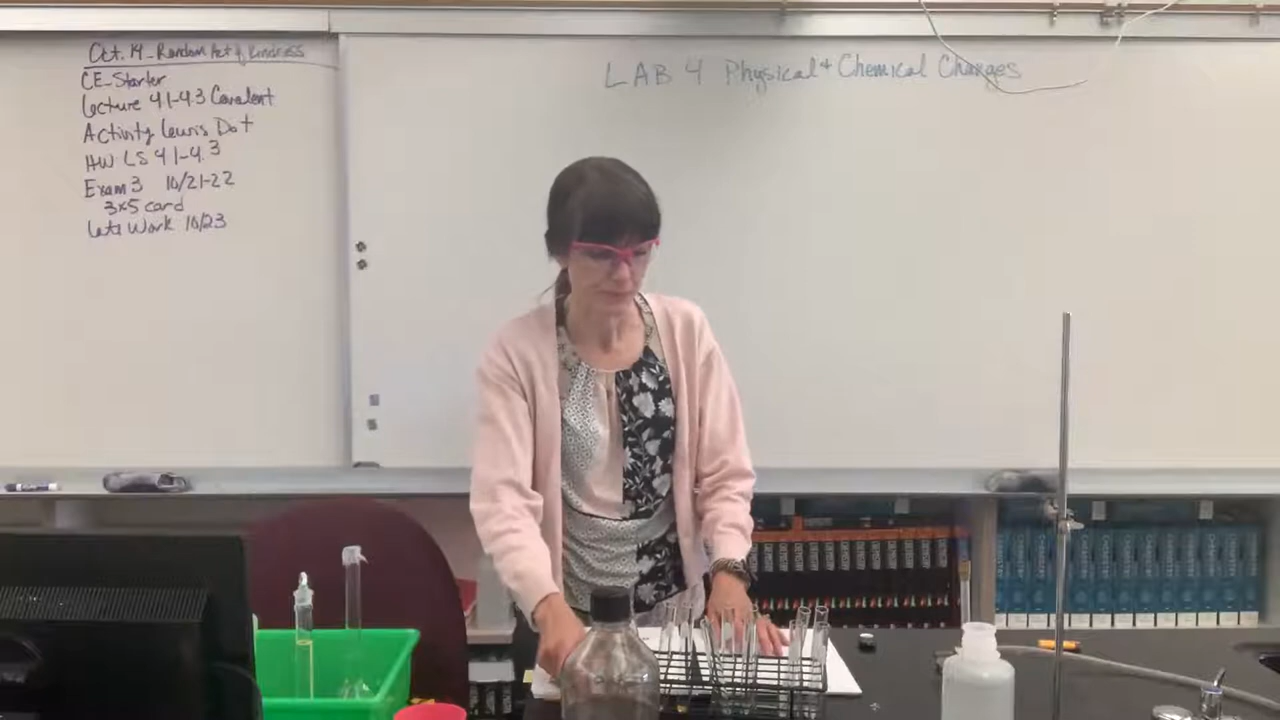 Oct. 14 - Random Act of Kindness
CE-Starter
Lecture 4.1-4.3 Covalent
Activity Lewis Dot
HW LS 4.1-4.3
Exam 3 10/21-22
3x5 card
Late Work 10/23
LAB 4 Physical + Chemical Changes